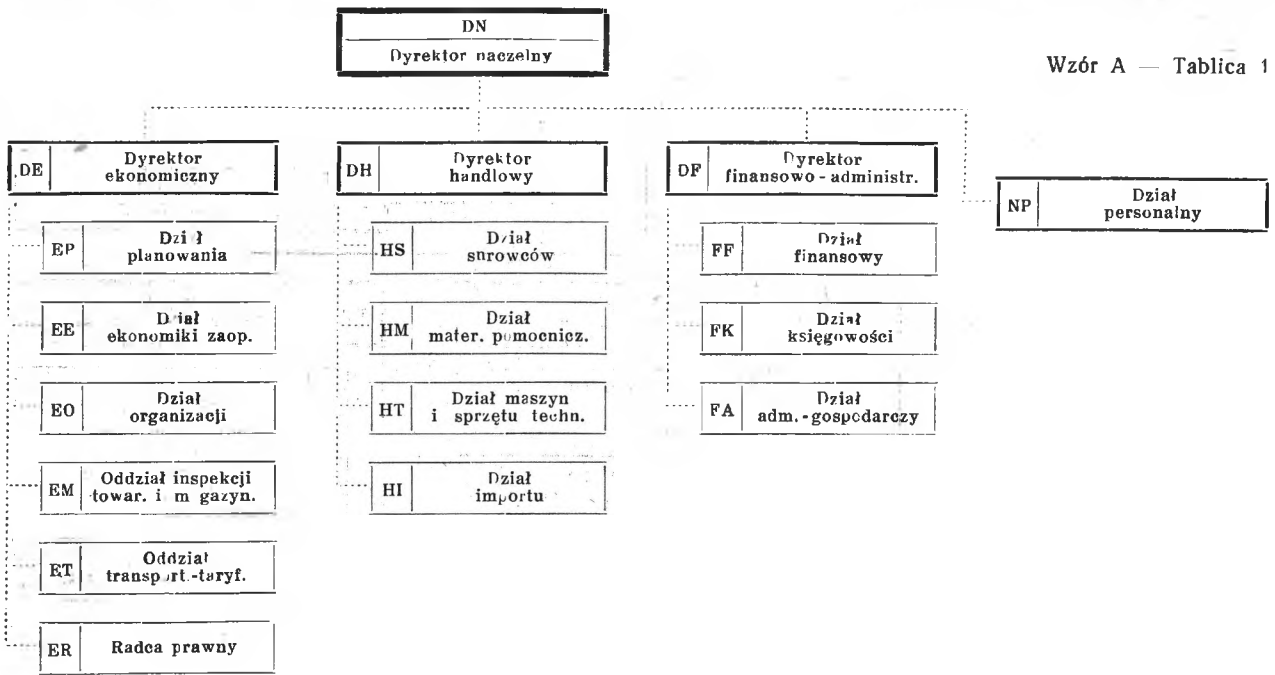 DN
Dyrektor naczelny
Wzór A — Tablica 1
DE
Dyrektor
ekonomiczny
DH
Dyrektor
handlowy
DF
Dyrektor
finansowo-administr.
NP
Dział
personalny
EP
Dział
planowania
HS
Dział
surowców
FF
Dział
finansowy
EE
Dział
ekonomiki zaop.
HM
Dział
mater. pomocnicz.
FK
Dział
księgowości
EO
Dział
organizacji
HT
Dział maszyn
i sprzętu techn.
FA
Dział
adm.-gospodarczy
EM
Oddział inspekcji
towar. i magazyn.
HI
Dział
importu
ET
Oddział
transport.-taryf.
ER
Radca prawny